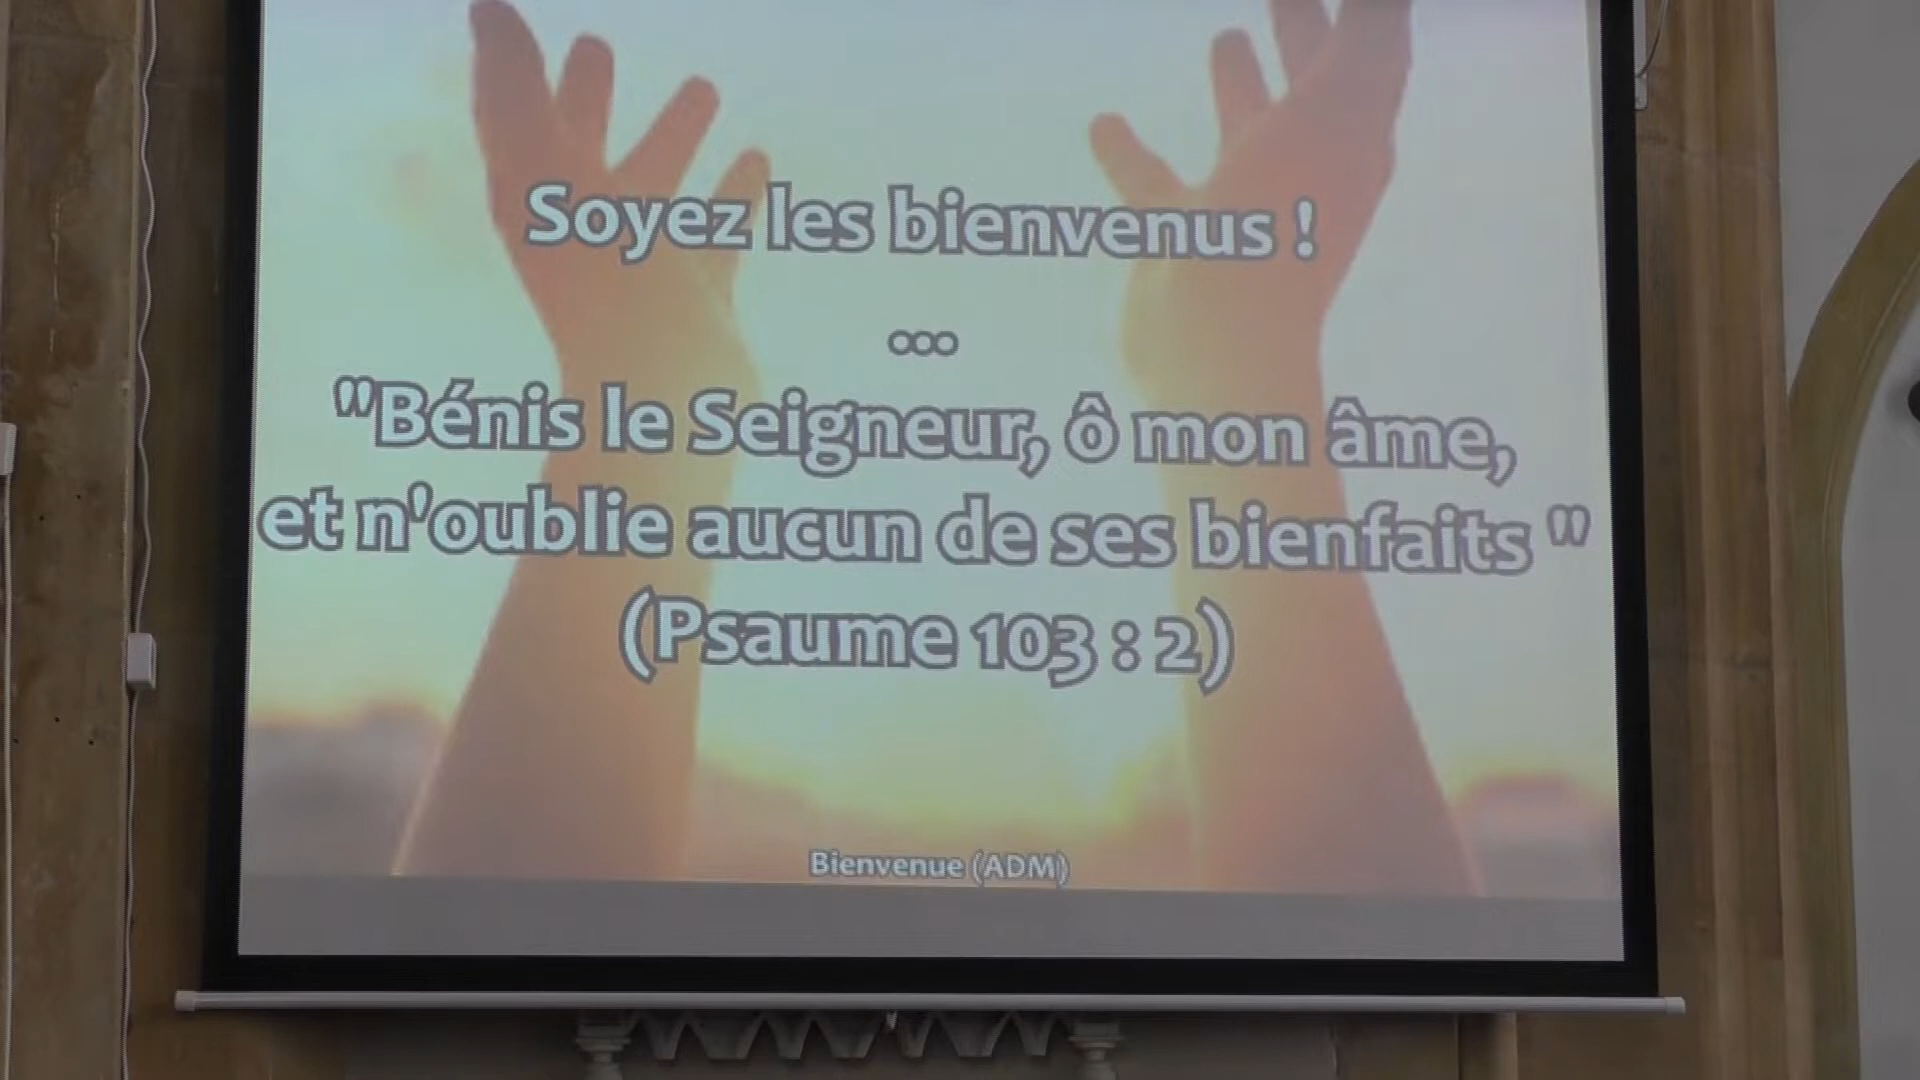 Soyez les bienvenus !
°°°
"Bénis le Seigneur, ô mon âme,
et n'oublie aucun de ses bienfaits "
(Psaume 103 : 2)
Bienvenue (ADM)